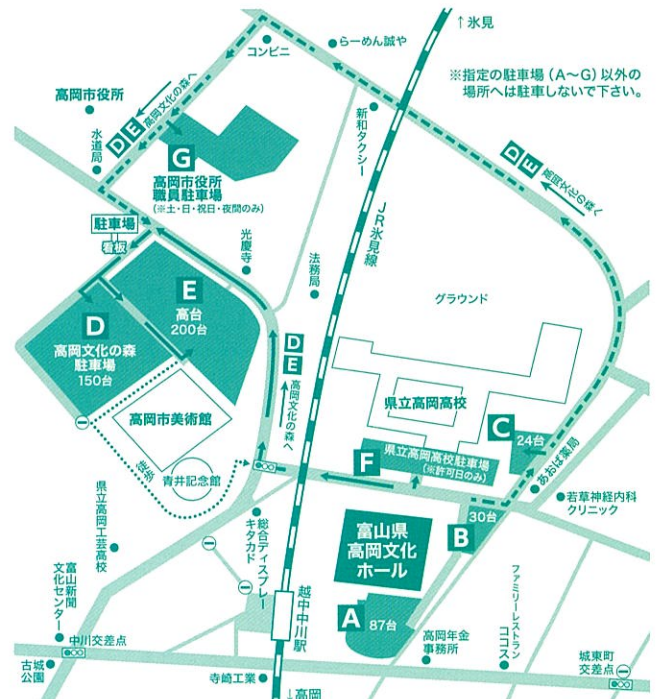 ↑氷見
らーめん誠や
コンビニ
※指定の駐車場(A〜G)以外の
場所へは駐車しないで下さい。
高岡市役所
D E
高岡文化の森へ
新和タクシー
水道局
G
高岡市役所
職員駐車場
(※土・日・祝日・夜間のみ)
D E
高岡文化の森へ
JR氷見線
駐車場
看板
光慶寺
法務局
E
高台
200台
グラウンド
D
高岡文化の森
駐車場
150台
D E
高岡文化の森へ
県立高岡高校
高岡市美術館
C
24台
県立高岡高校駐車場
(※許可日のみ)
F
あおば薬局
徒歩
青井記念館
若草神経内科
クリニック
30台
B
県立高岡工芸高校
総合ディスプレー
キタカド
富山県
高岡文化
ホール
富山新聞
文化センター
越中中川駅
A
87台
ファミリーレストラン
ココス
中川交差点
高岡年金
事務所
城東町
交差点
古城
公園
寺崎工業
↓高岡